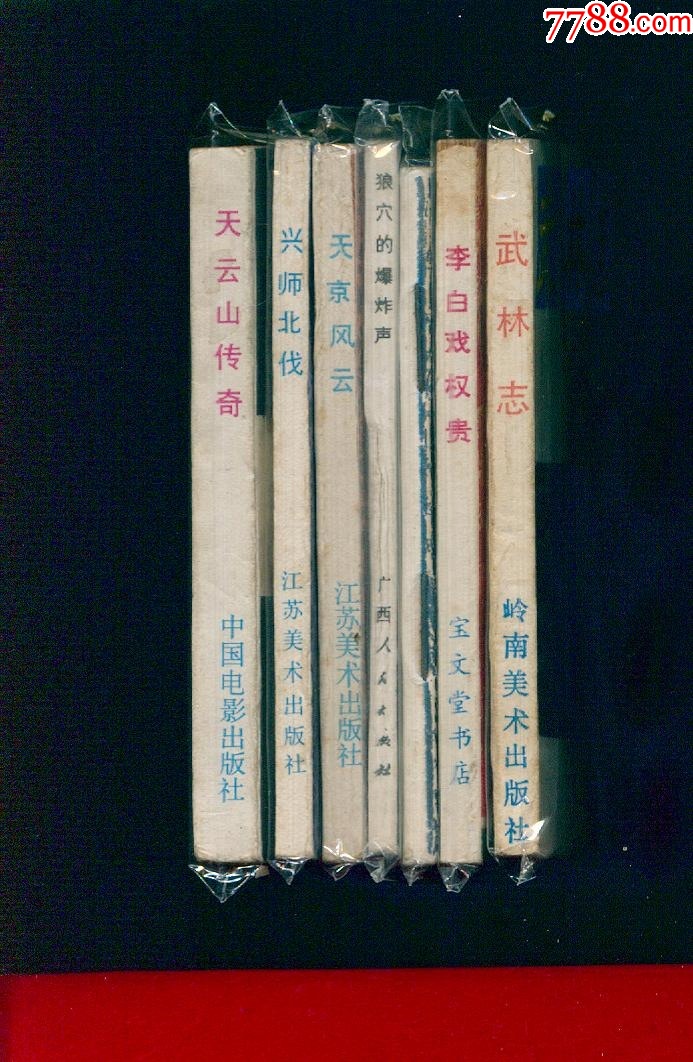 7788.com
天云山传奇
中国电影出版社
兴师北伐
江苏美术出版社
天京风云
江苏美术出版社
狼穴的爆炸声
广西人民出版社
李白戏权贵
宝文堂书店
武林志
岭南美术出版社